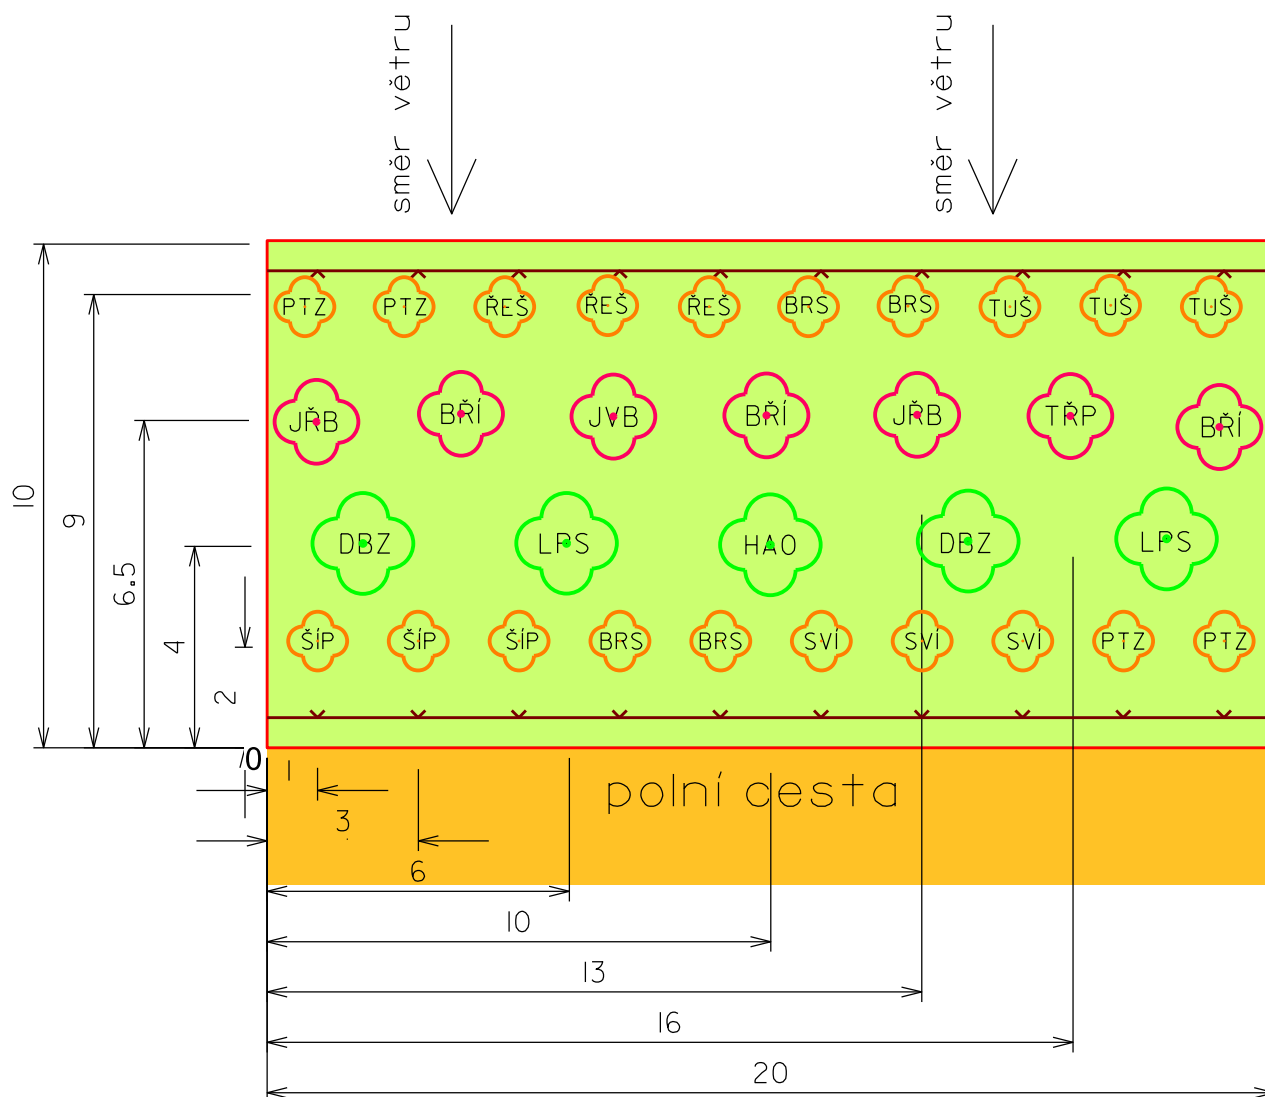 směr větru
směr větru
PTZ PTZ ŘEŠ ŘEŠ ŘEŠ BRS BRS TUŠ TUŠ TUŠ
JŘB BŘÍ JVB BŘÍ JŘB TŘP BŘÍ
DBZ LPS HAO DBZ LPS
ŠÍP ŠÍP ŠÍP BRS BRS SVÍ SVÍ SVÍ PTZ PTZ
10
9
6.5
4
2
0
1
polní cesta
3
6
10
13
16
20